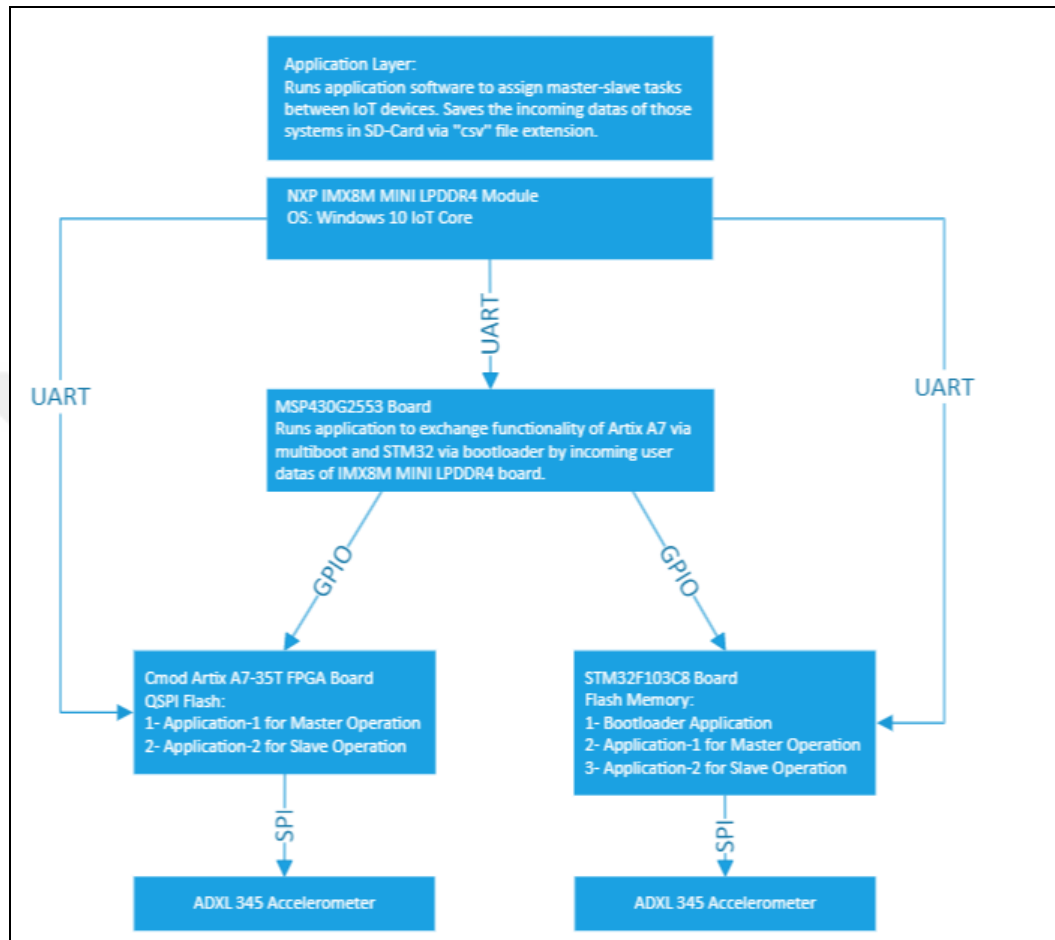 Application Layer:
Runs application software to assign master-slave tasks
between IoT devices. Saves the incoming datas of those
systems in SD-Card via "csv" file extension.
NXP IMX8M MINI LPDDR4 Module
OS: Windows 10 IoT Core
UART
UART
UART
MSP430G2553 Board
Runs application to exchange functionality of Artix A7 via
multiboot and STM32 via bootloader by incoming user
datas of IMX8M MINI LPDDR4 board.
GPIO
GPIO
Cmod Artix A7-35T FPGA Board
QSPI Flash:
1- Application-1 for Master Operation
2- Application-2 for Slave Operation
STM32F103C8 Board
Flash Memory:
1- Bootloader Application
2- Application-1 for Master Operation
3- Application-2 for Slave Operation
SPI
SPI
ADXL 345 Accelerometer
ADXL 345 Accelerometer